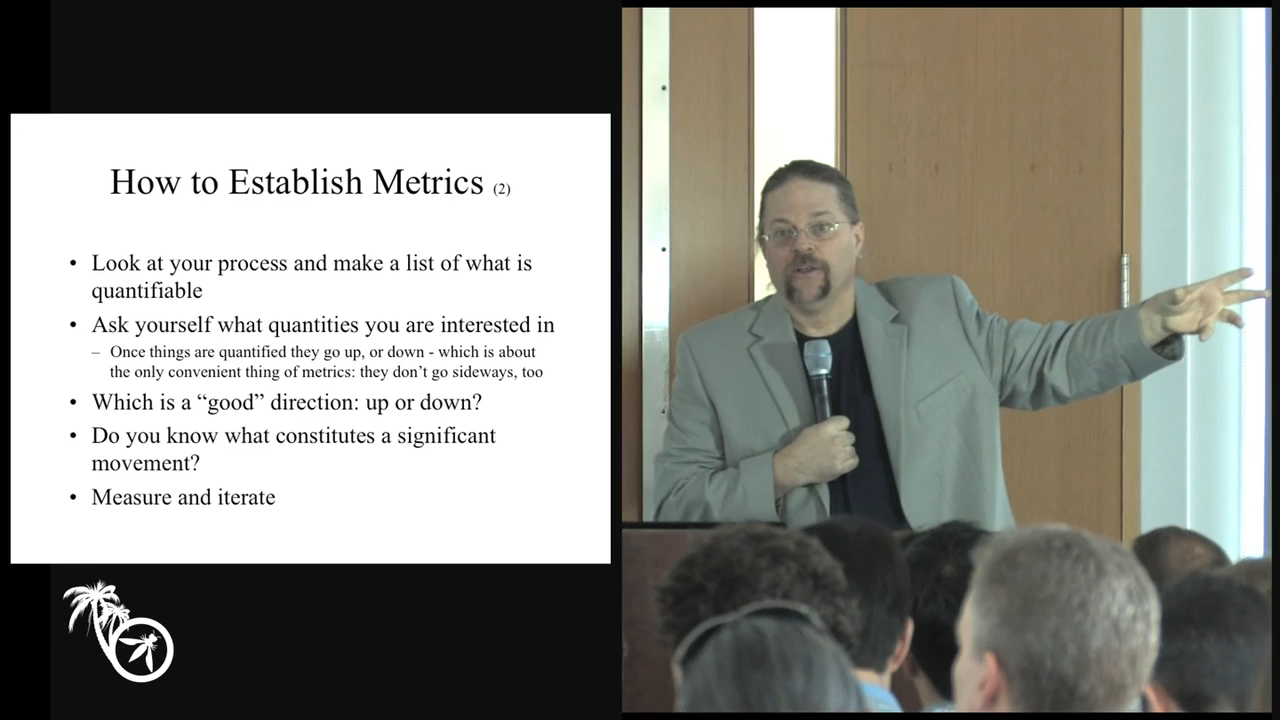 How to Establish Metrics (2)
• Look at your process and make a list of what is
quantifiable
• Ask yourself what quantities you are interested in
– Once things are quantified they go up, or down - which is about
the only convenient thing of metrics: they don’t go sideways, too
• Which is a “good” direction: up or down?
• Do you know what constitutes a significant
movement?
• Measure and iterate